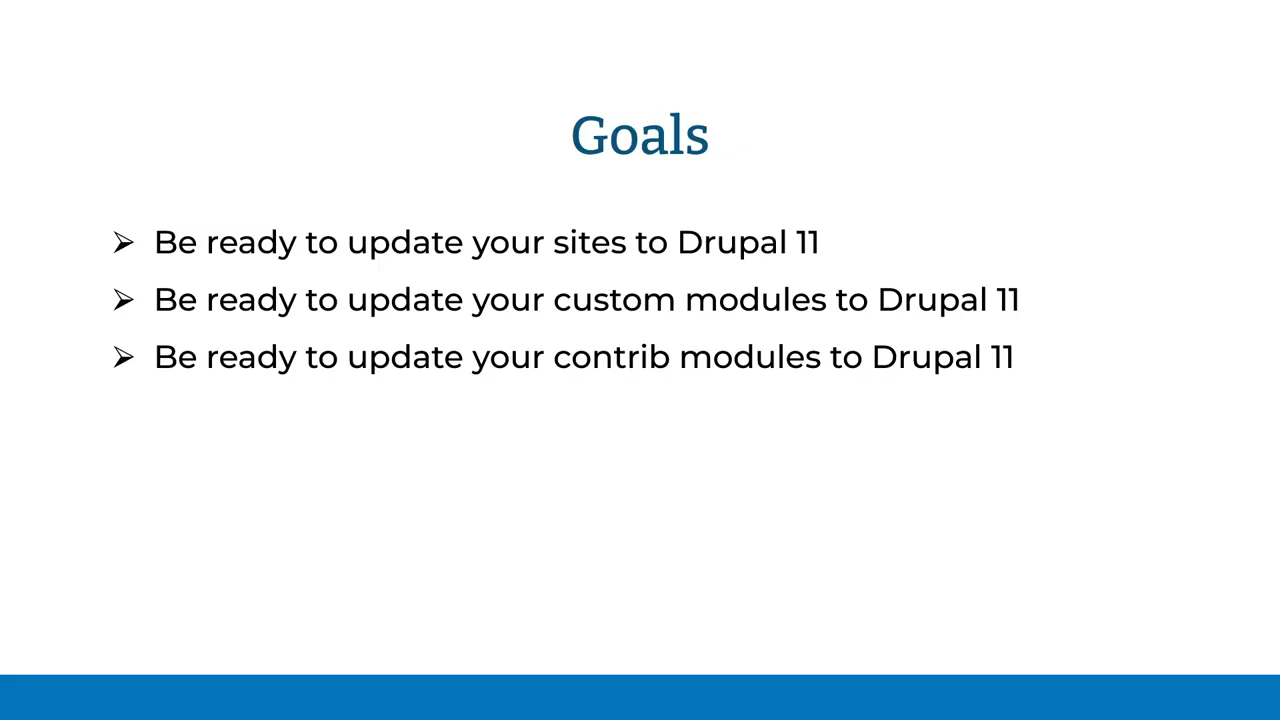 Goals
➢ Be ready to update your sites to Drupal 11
➢ Be ready to update your custom modules to Drupal 11
➢ Be ready to update your contrib modules to Drupal 11